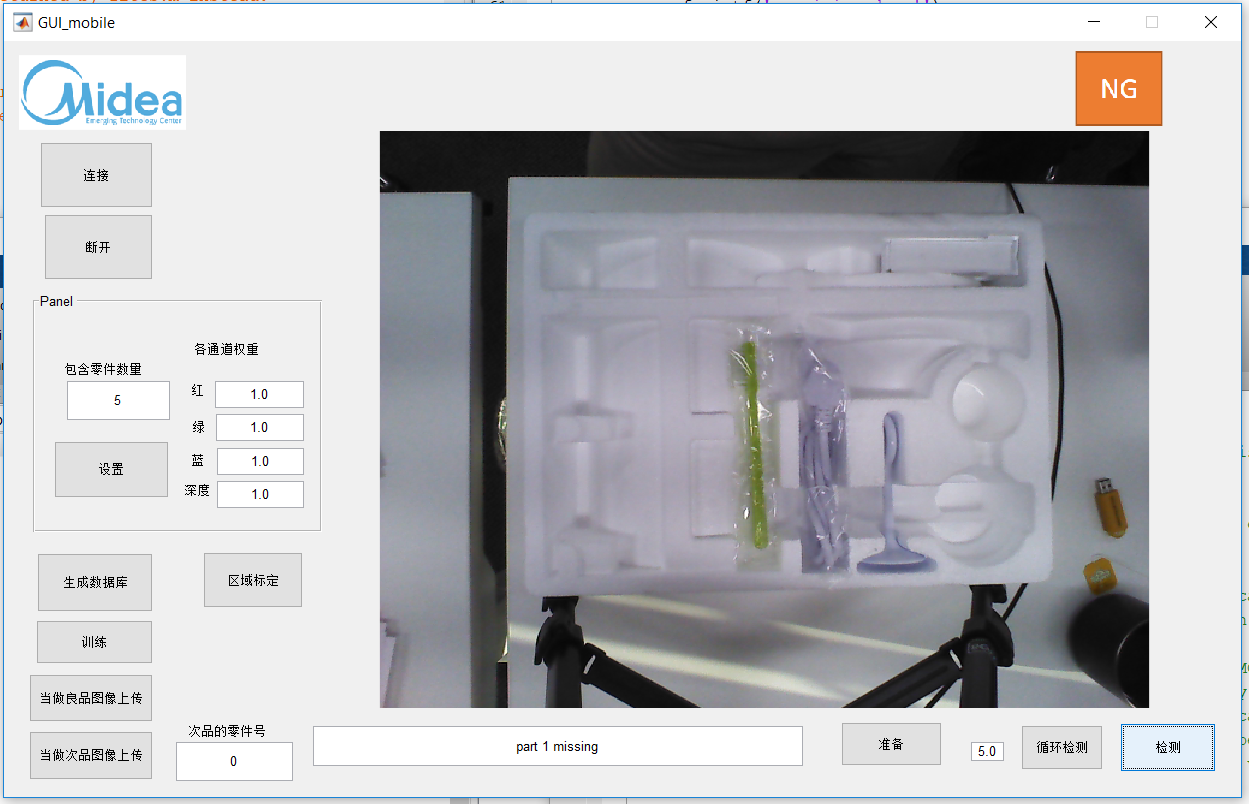 GUI_mobile
Midea
Emerging Technology Center
NG
连接
断开
Panel
各通道权重
包含零件数量
5
红
1.0
绿
1.0
蓝
1.0
深度
1.0
设置
生成数据库
区域标定
训练
当做良品图像上传
当做次品图像上传
次品的零件号
0
part 1 missing
准备
5.0
循环检测
检测